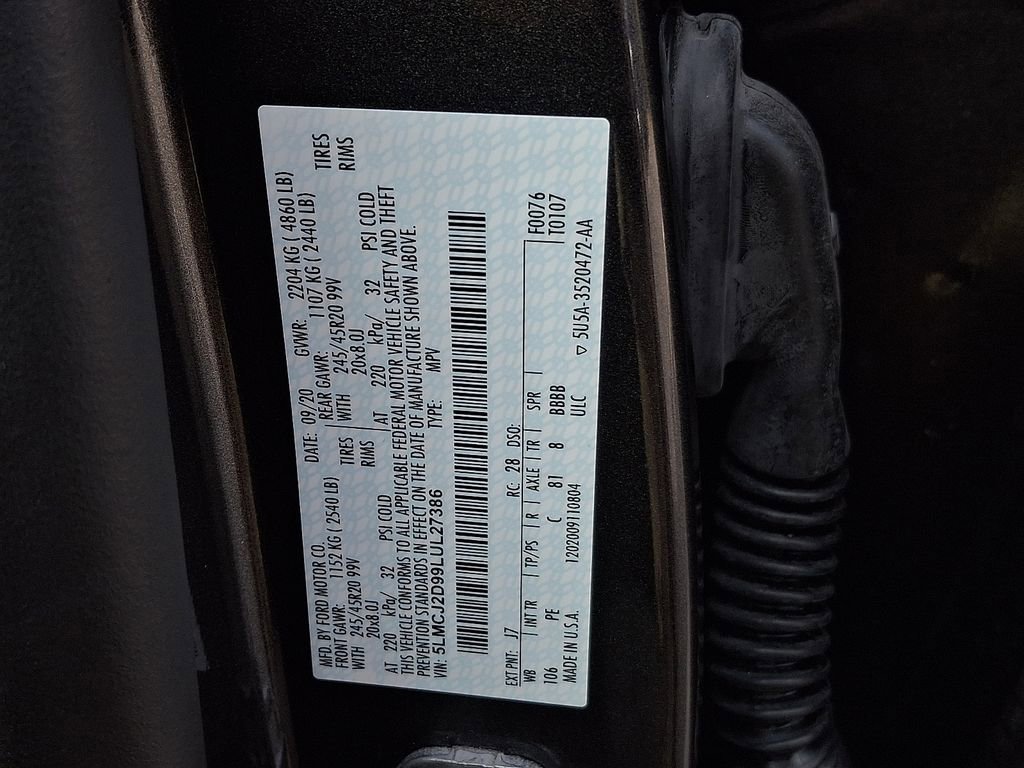 MFD. BY FORD MOTOR CO. DATE: 09/20 GVWR: 2204 KG ( 4860 LB)
FRONT GAWR: 1152 KG ( 2540 LB) REAR GAWR: 1107 KG ( 2440 LB)
WITH 245/45R20 99V TIRES WITH 245/45R20 99V TIRES
20x8.0J RIMS 20x8.0J RIMS
AT 220 kPa/ 32 PSI COLD AT 220 kPa/ 32 PSI COLD
THIS VEHICLE CONFORMS TO ALL APPLICABLE FEDERAL MOTOR VEHICLE SAFETY AND THEFT
PREVENTION STANDARDS IN EFFECT ON THE DATE OF MANUFACTURE SHOWN ABOVE.
VIN: 5LMCJ2D99LUL27386 TYPE: MPV
EXT PNT: J7 RC: 28 DSO: F0076
WB INT TR TP/PS R AXLE TR SPR T0107
106 PE C 81 8 BBBB
ULC ▽ 5U5A-3520472-AA
MADE IN U.S.A. 1202009110804